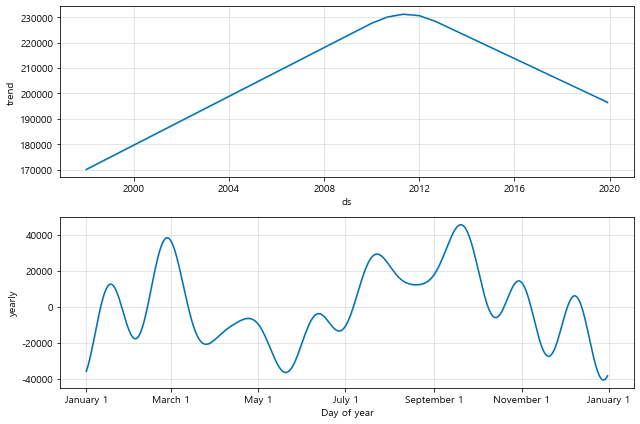 230000
220000
210000
200000
190000
180000
170000
trend
2000 2004 2008 2012 2016 2020
ds
40000
20000
0
-20000
-40000
yearly
January 1 March 1 May 1 July 1 September 1 November 1 January 1
Day of year